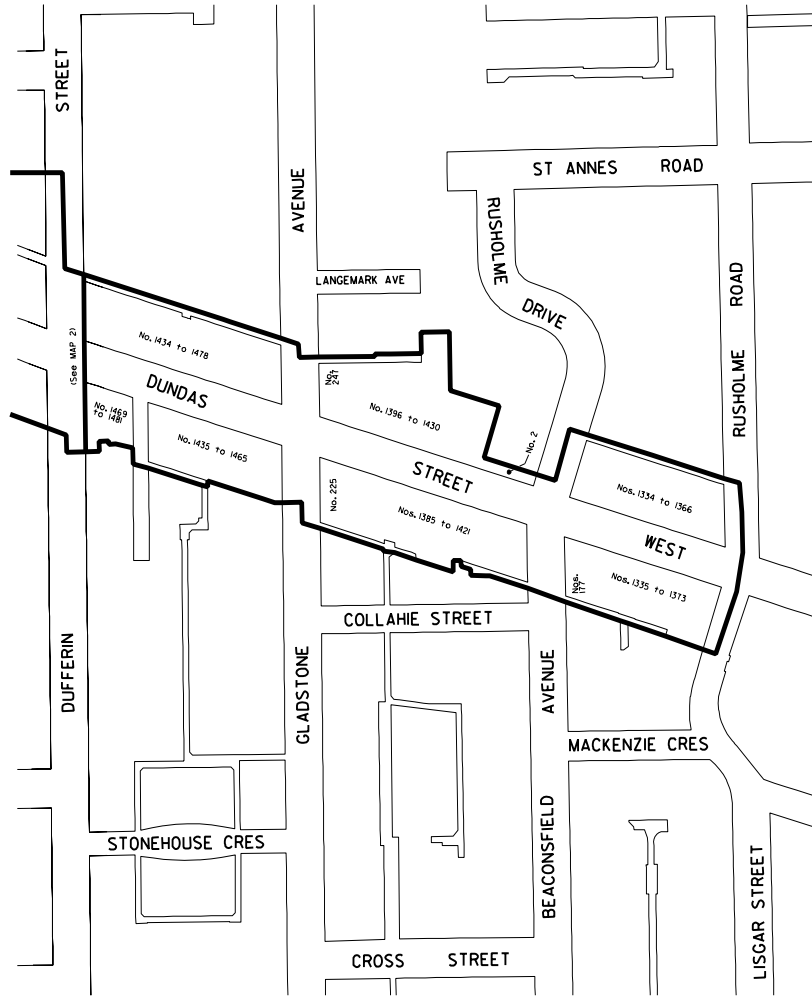 STREET
ST ANNES ROAD
AVENUE
RUSHOLME
DRIVE
ROAD
RUSHOLME
LANGEMARK AVE
(See MAP 2)
No. 1434 to 1478
DUNDAS
No. 247
No. 1396 to 1430
No. 1469
to 1481
No. 1435 to 1465
No. 2
STREET
No. 225
Nos. 1385 to 1421
Nos. 1334 to 1366
WEST
Nos.
177
Nos. 1335 to 1373
COLLAHIE STREET
DUFFERIN
GLADSTONE
AVENUE
MACKENZIE CRES
STONEHOUSE CRES
BEACONSFIELD
LISGAR STREET
CROSS STREET